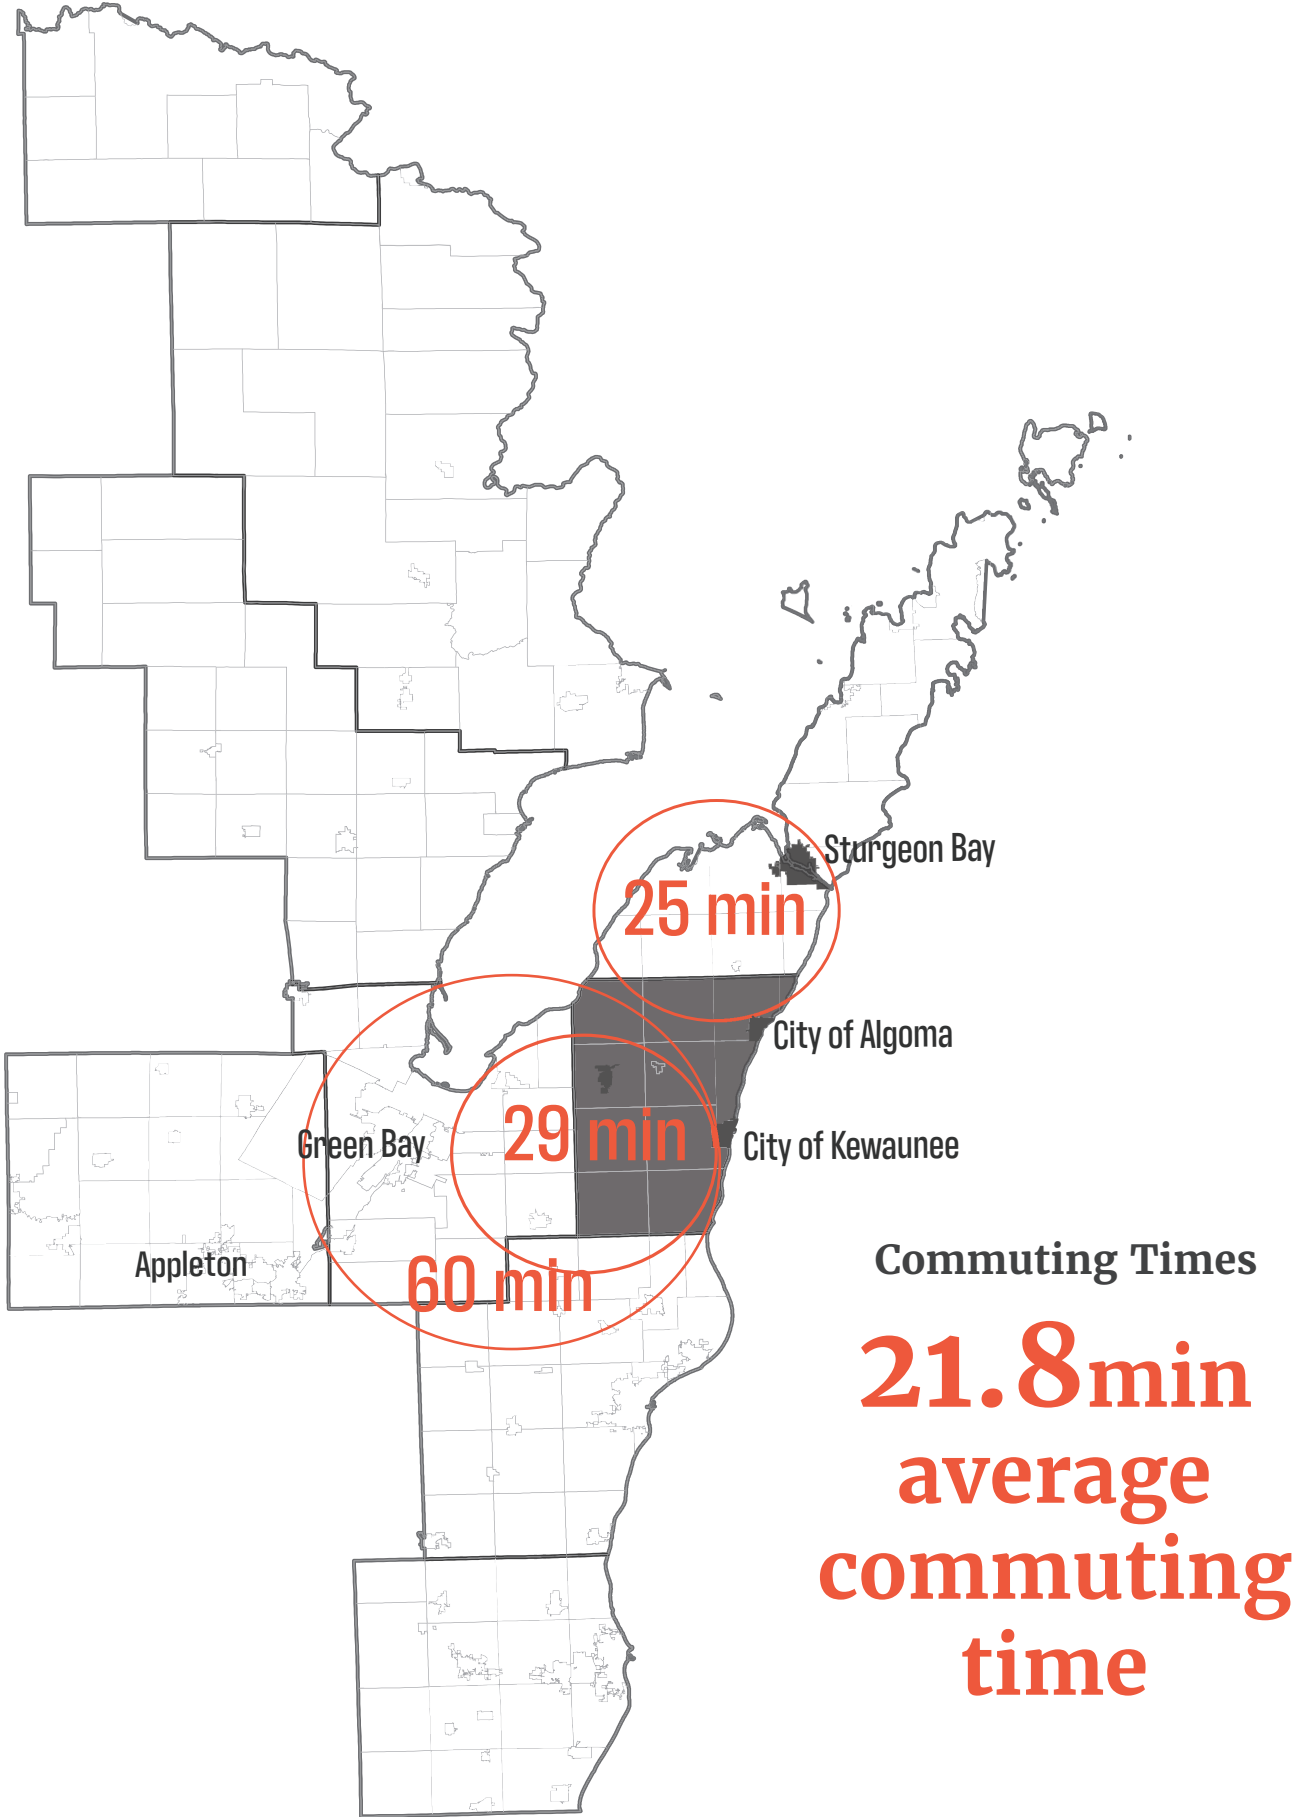 Sturgeon Bay
25 min
City of Algoma
29 min
Green Bay
City of Kewaunee
Appleton
60 min
Commuting Times
21.8min
average
commuting
time